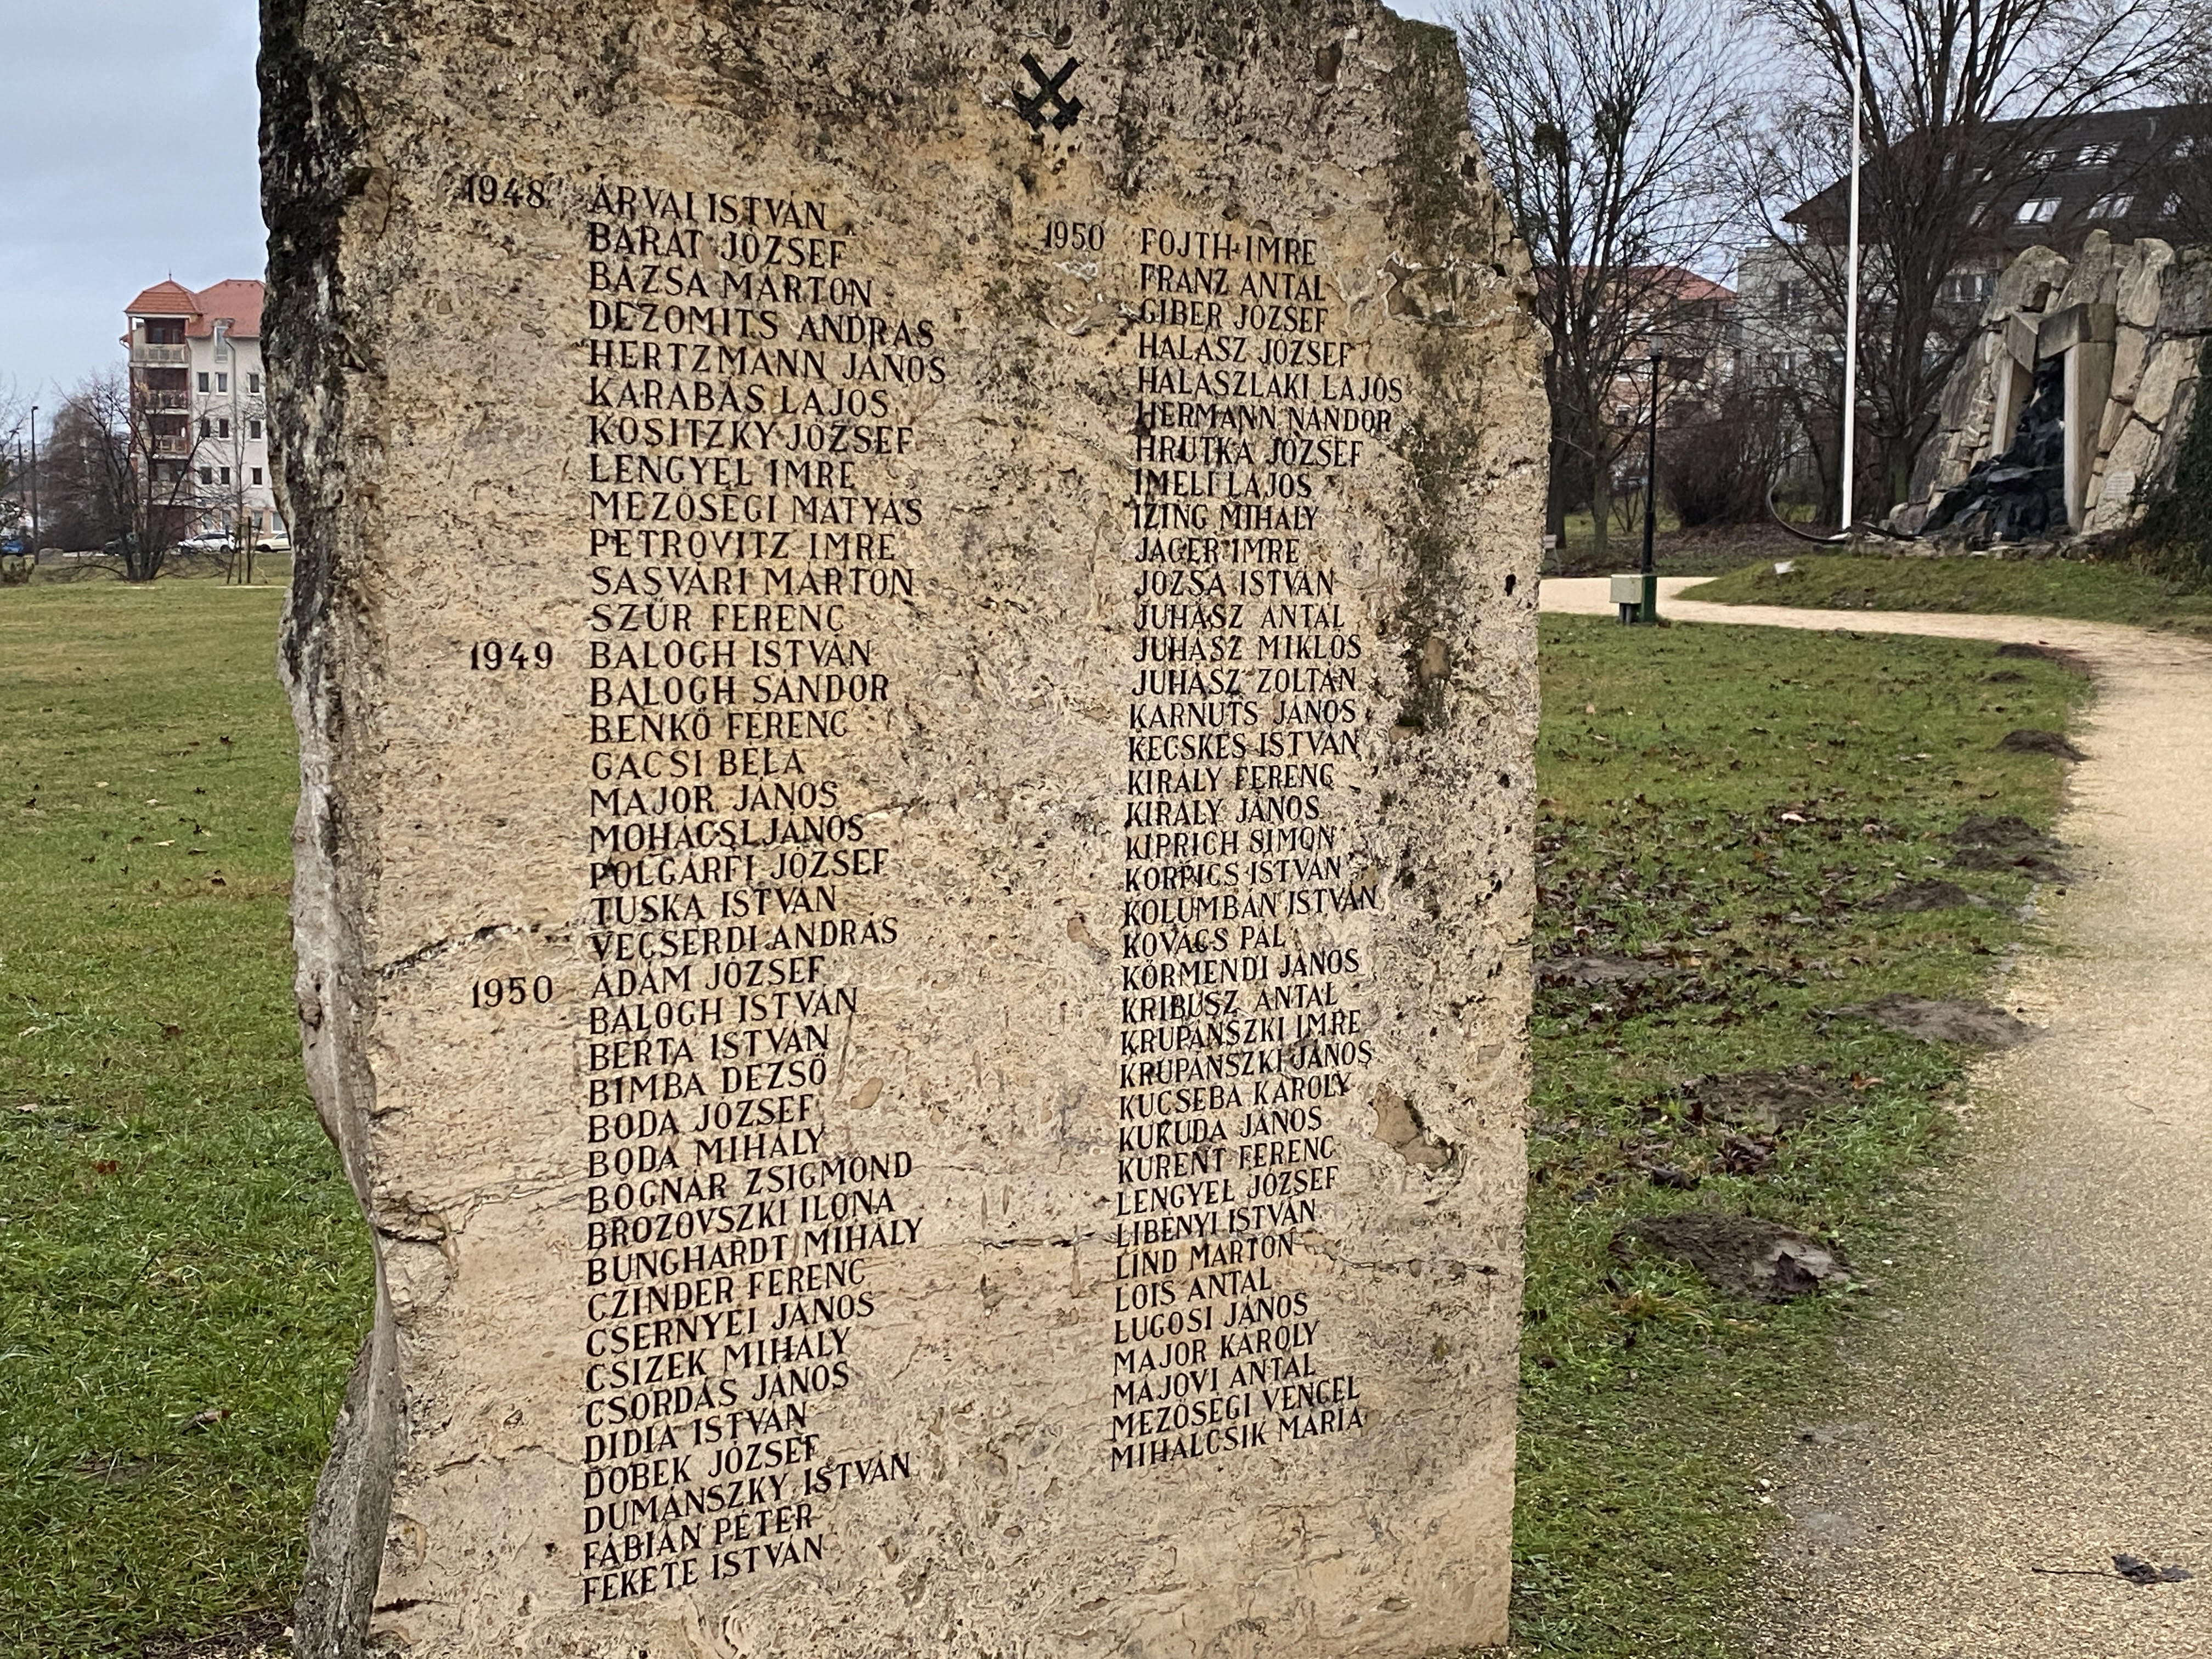 1948 ÁRVAI ISTVÁN
BARÁT JÓZSEF
BAZSA MÁRTON
DEZOMITS ANDRÁS
HERTZMANN JÁNOS
KARABÁS LAJOS
KOSITZKY JÓZSEF
LENGYEL IMRE
MEZŐSÉGI MÁTYÁS
PETROVITZ IMRE
SASVÁRI MÁRTON
SZŰR FERENC
1949 BALOGH ISTVÁN
BALOGH SÁNDOR
BENKŐ FERENC
GÁCSI BÉLA
MAJOR JÁNOS
MOHÁCSI JÁNOS
POLGÁRFI JÓZSEF
TUSKA ISTVÁN
VECSERDI ANDRÁS
1950 ÁDÁM JÓZSEF
BALOGH ISTVÁN
BERTA ISTVÁN
BIMBA DEZSŐ
BODA JÓZSEF
BODA MIHÁLY
BOGNÁR ZSIGMOND
BROZOVSZKI ILONA
BUNGHARDT MIHÁLY
CZINDER FERENC
CSERNYEI JÁNOS
CSIZEK MIHÁLY
CSORDÁS JÁNOS
DIDIA ISTVÁN
DOBEK JÓZSEF
DUMÁNSZKY ISTVÁN
FÁBIÁN PÉTER
FEKETE ISTVÁN
1950 FOJTH IMRE
FRANZ ANTAL
GIBER JÓZSEF
HALÁSZ JÓZSEF
HALÁSZLAKI LAJOS
HERMANN NÁNDOR
HRUTKA JÓZSEF
IMELI LAJOS
IZING MIHÁLY
JÁGER IMRE
JÓZSA ISTVÁN
JUHÁSZ ANTAL
JUHÁSZ MIKLÓS
JUHÁSZ ZOLTÁN
KARNUTS JÁNOS
KECSKÉS ISTVÁN
KIRÁLY FERENC
KIRÁLY JÁNOS
KIPRICH SIMON
KORPICS ISTVÁN
KOLUMBÁN ISTVÁN
KOVÁCS PÁL
KÖRMENDI JÁNOS
KRIBUSZ ANTAL
KRUPÁNSZKI IMRE
KRUPÁNSZKI JÁNOS
KUCSEBA KÁROLY
KUKUDA JÁNOS
KURENT FERENC
LENGYEL JÓZSEF
LIBENYI ISTVÁN
LIND MÁRTON
LOIS ANTAL
LUGOSI JÁNOS
MAJOR KÁROLY
MAJOVI ANTAL
MEZŐSÉGI VENCEL
MIHALCSIK MÁRIA